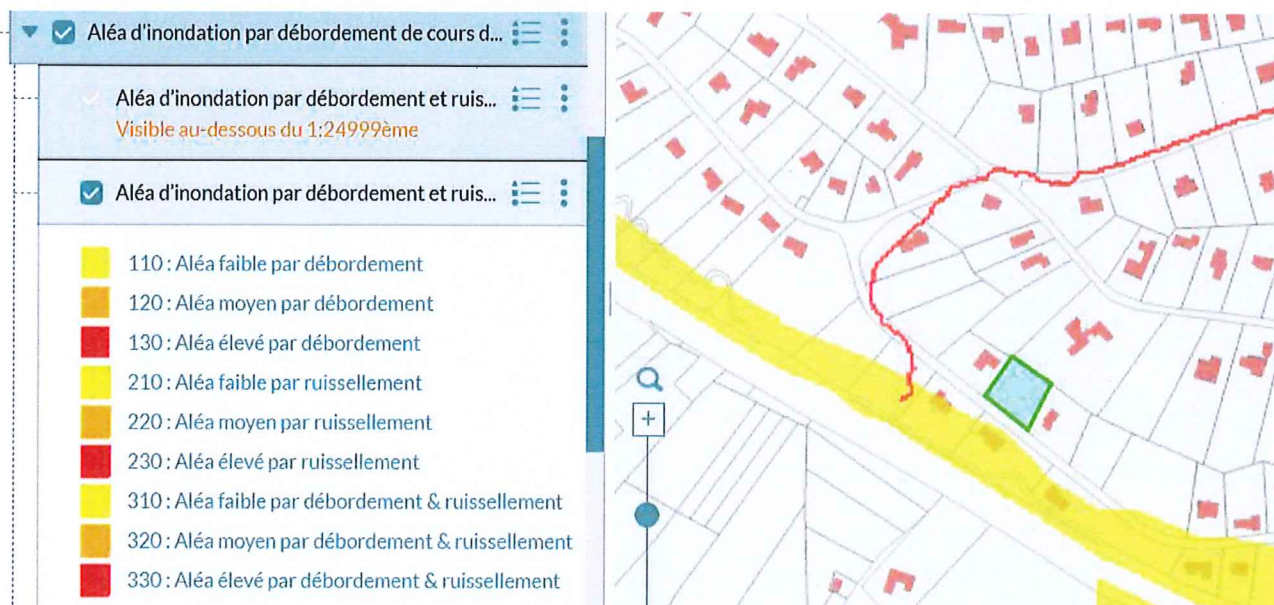 Aléa d'inondation par débordement de cours d...
Aléa d'inondation par débordement et ruis...
Visible au-dessous du 1:24999ème
Aléa d'inondation par débordement et ruis...
110 : Aléa faible par débordement
120 : Aléa moyen par débordement
130 : Aléa élevé par débordement
210 : Aléa faible par ruissellement
220 : Aléa moyen par ruissellement
230 : Aléa élevé par ruissellement
310 : Aléa faible par débordement & ruissellement
320 : Aléa moyen par débordement & ruissellement
330 : Aléa élevé par débordement & ruissellement